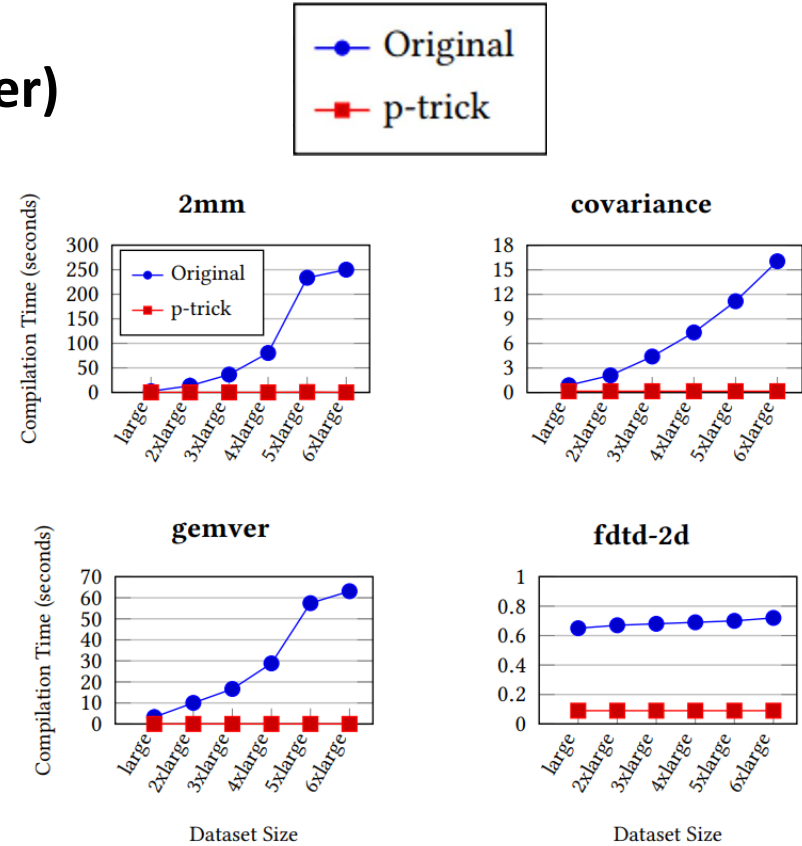 er)
Original
p-trick
2mm
Compilation Time (seconds)
300
250
200
150
100
50
0
Original
p-trick
large
2xlarge
3xlarge
4xlarge
5xlarge
6xlarge
covariance
18
15
12
9
6
3
0
large
2xlarge
3xlarge
4xlarge
5xlarge
6xlarge
gemver
Compilation Time (seconds)
70
60
50
40
30
20
10
0
large
2xlarge
3xlarge
4xlarge
5xlarge
6xlarge
Dataset Size
fdtd-2d
1
0.8
0.6
0.4
0.2
0
large
2xlarge
3xlarge
4xlarge
5xlarge
6xlarge
Dataset Size